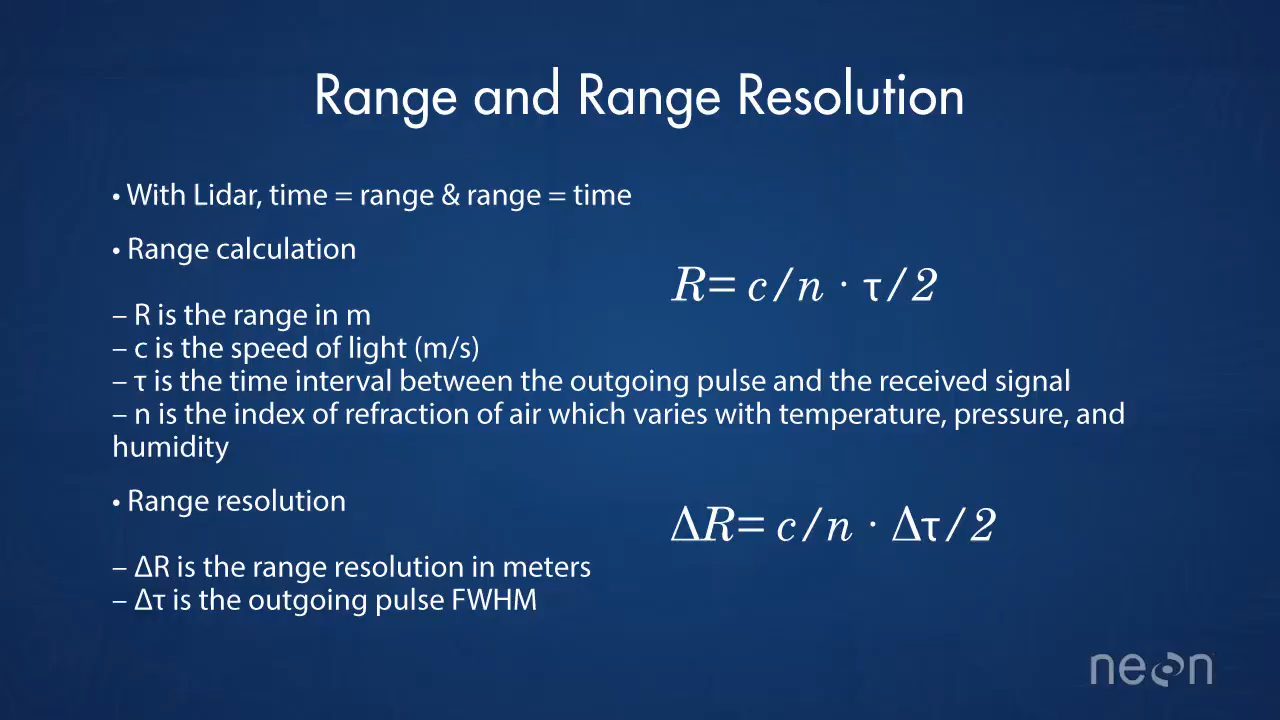 Range and Range Resolution
• With Lidar, time = range & range = time
• Range calculation
R= c/n · τ/2
– R is the range in m
– c is the speed of light (m/s)
– τ is the time interval between the outgoing pulse and the received signal
– n is the index of refraction of air which varies with temperature, pressure, and
humidity
• Range resolution
ΔR= c/n · Δτ/2
– ΔR is the range resolution in meters
– Δτ is the outgoing pulse FWHM
neon